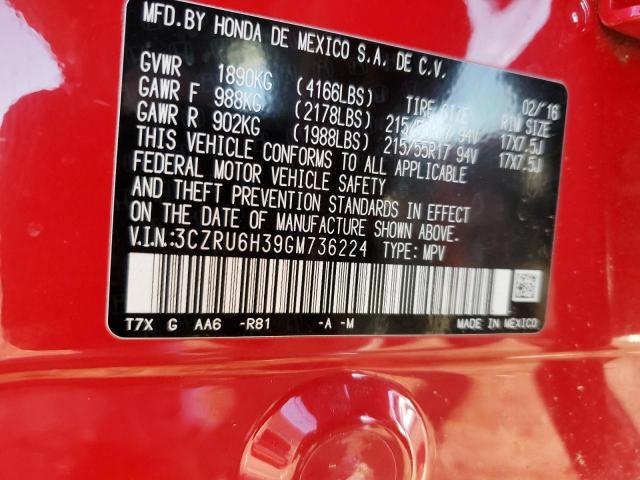 MFD.BY HONDA DE MEXICO S.A. DE C.V.
GVWR 1890KG (4166LBS) TIRE SIZE 02/'16
GAWR F 988KG (2178LBS) 215/55R17 94V RIM SIZE 17X7.5J
GAWR R 902KG (1988LBS) 215/55R17 94V 17X7.5J
THIS VEHICLE CONFORMS TO ALL APPLICABLE
FEDERAL MOTOR VEHICLE SAFETY
AND THEFT PREVENTION STANDARDS IN EFFECT
ON THE DATE OF MANUFACTURE SHOWN ABOVE.
V.I.N.:3CZRU6H39GM736224 TYPE: MPV
T7X G AA6 -R81 -A -M MADE IN MEXICO